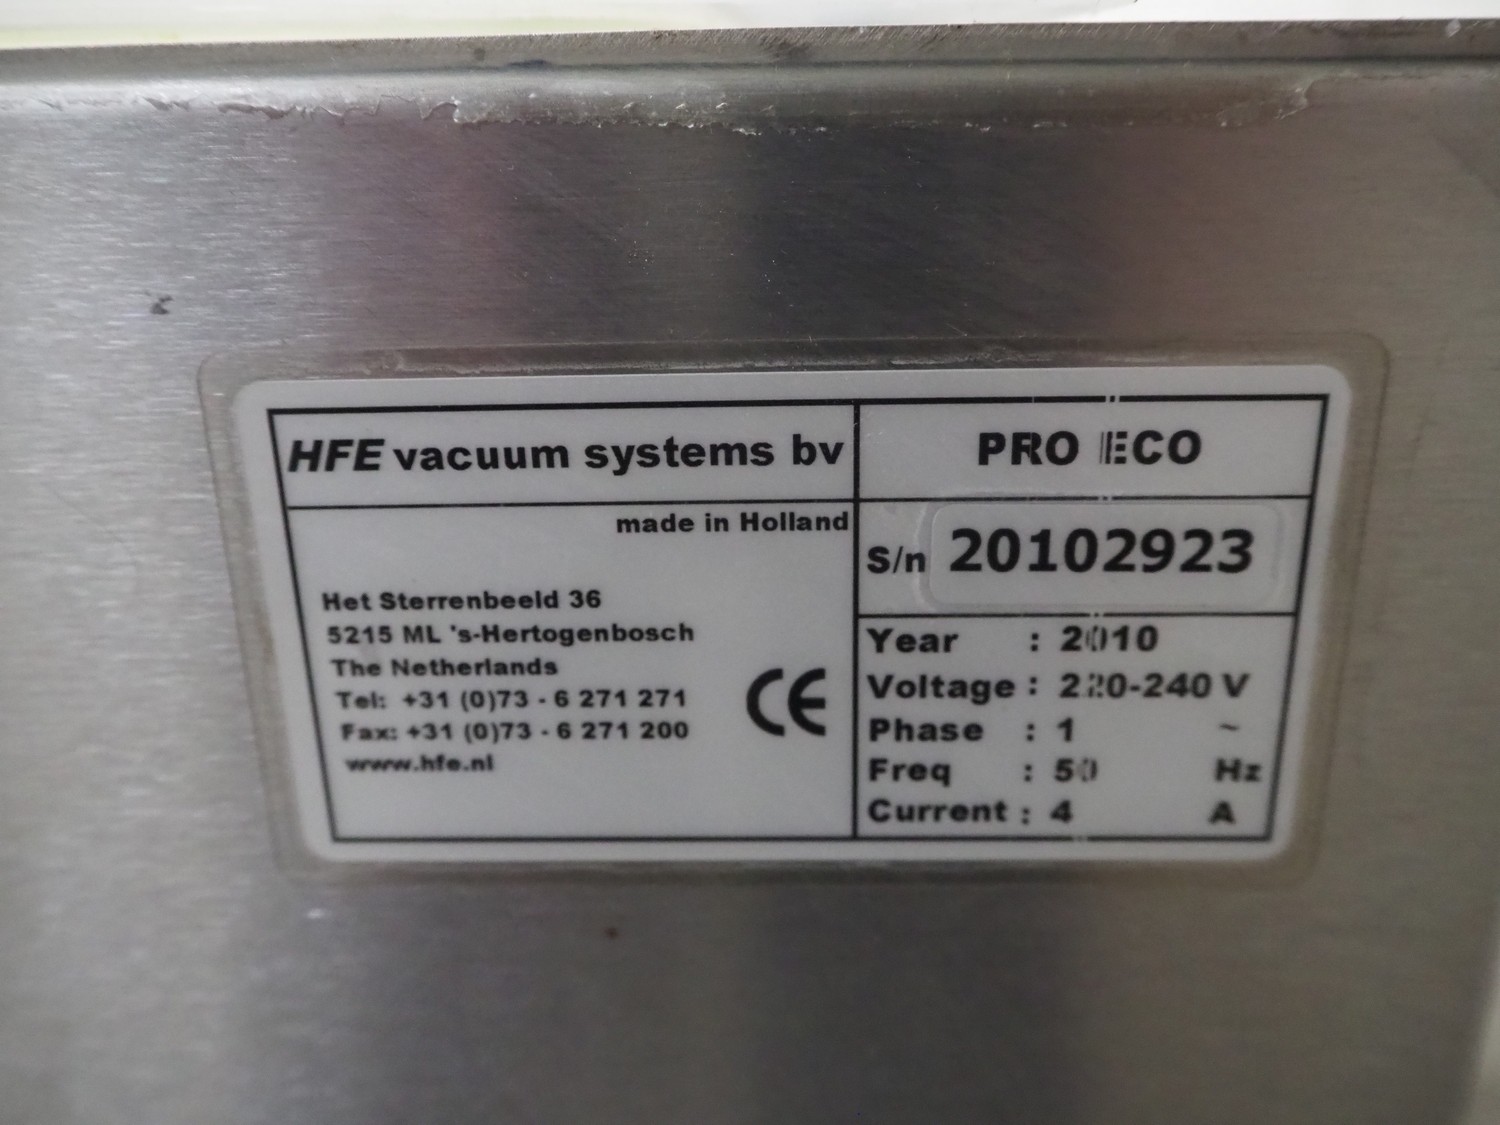 HFE vacuum systems bv
made in Holland
Het Sterrenbeeld 36
5215 ML 's-Hertogenbosch
The Netherlands
Tel: +31 (0)73 - 6 271 271
Fax: +31 (0)73 - 6 271 200
www.hfe.nl
CE
PRO ECO
S/n 20102923
Year : 2010
Voltage : 220-240 V
Phase : 1 ~
Freq : 50 Hz
Current : 4 A